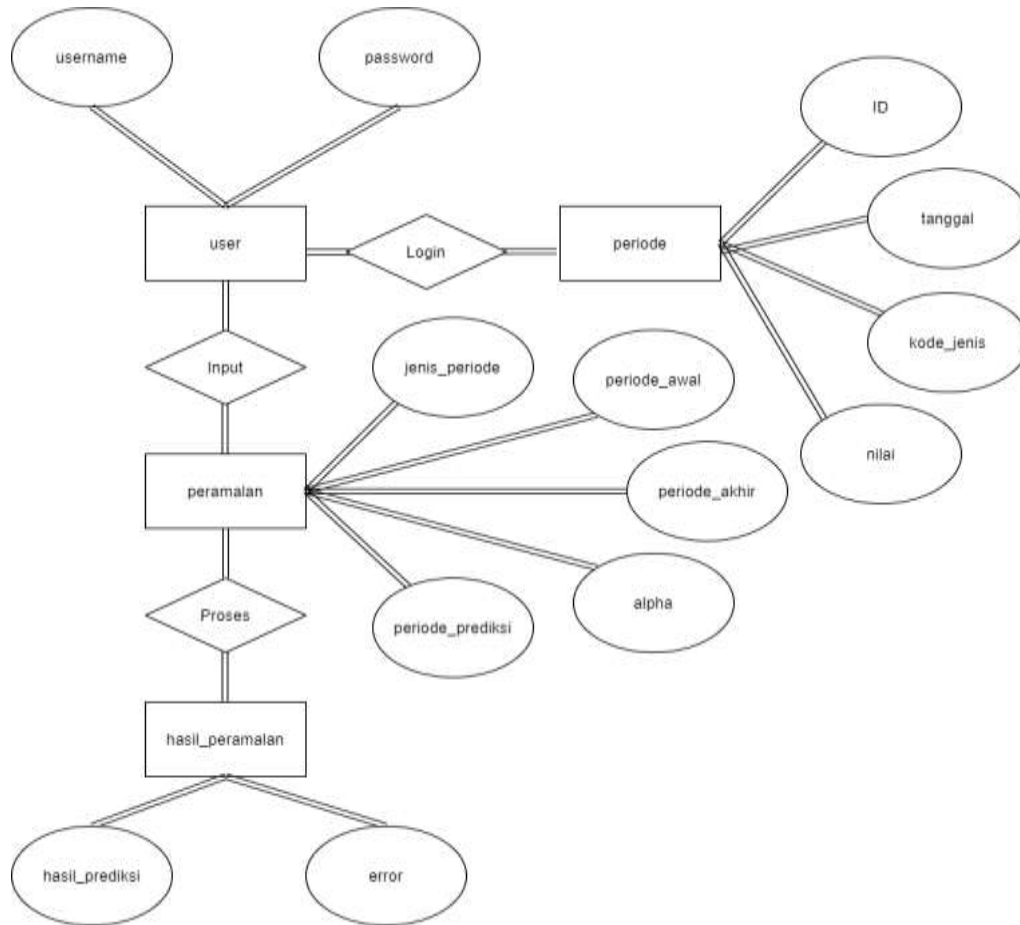 username
password
ID
tanggal
user
Login
periode
kode_jenis
Input
jenis_periode
periode_awal
nilai
peramalan
periode_akhir
alpha
periode_prediksi
Proses
hasil_peramalan
hasil_prediksi
error